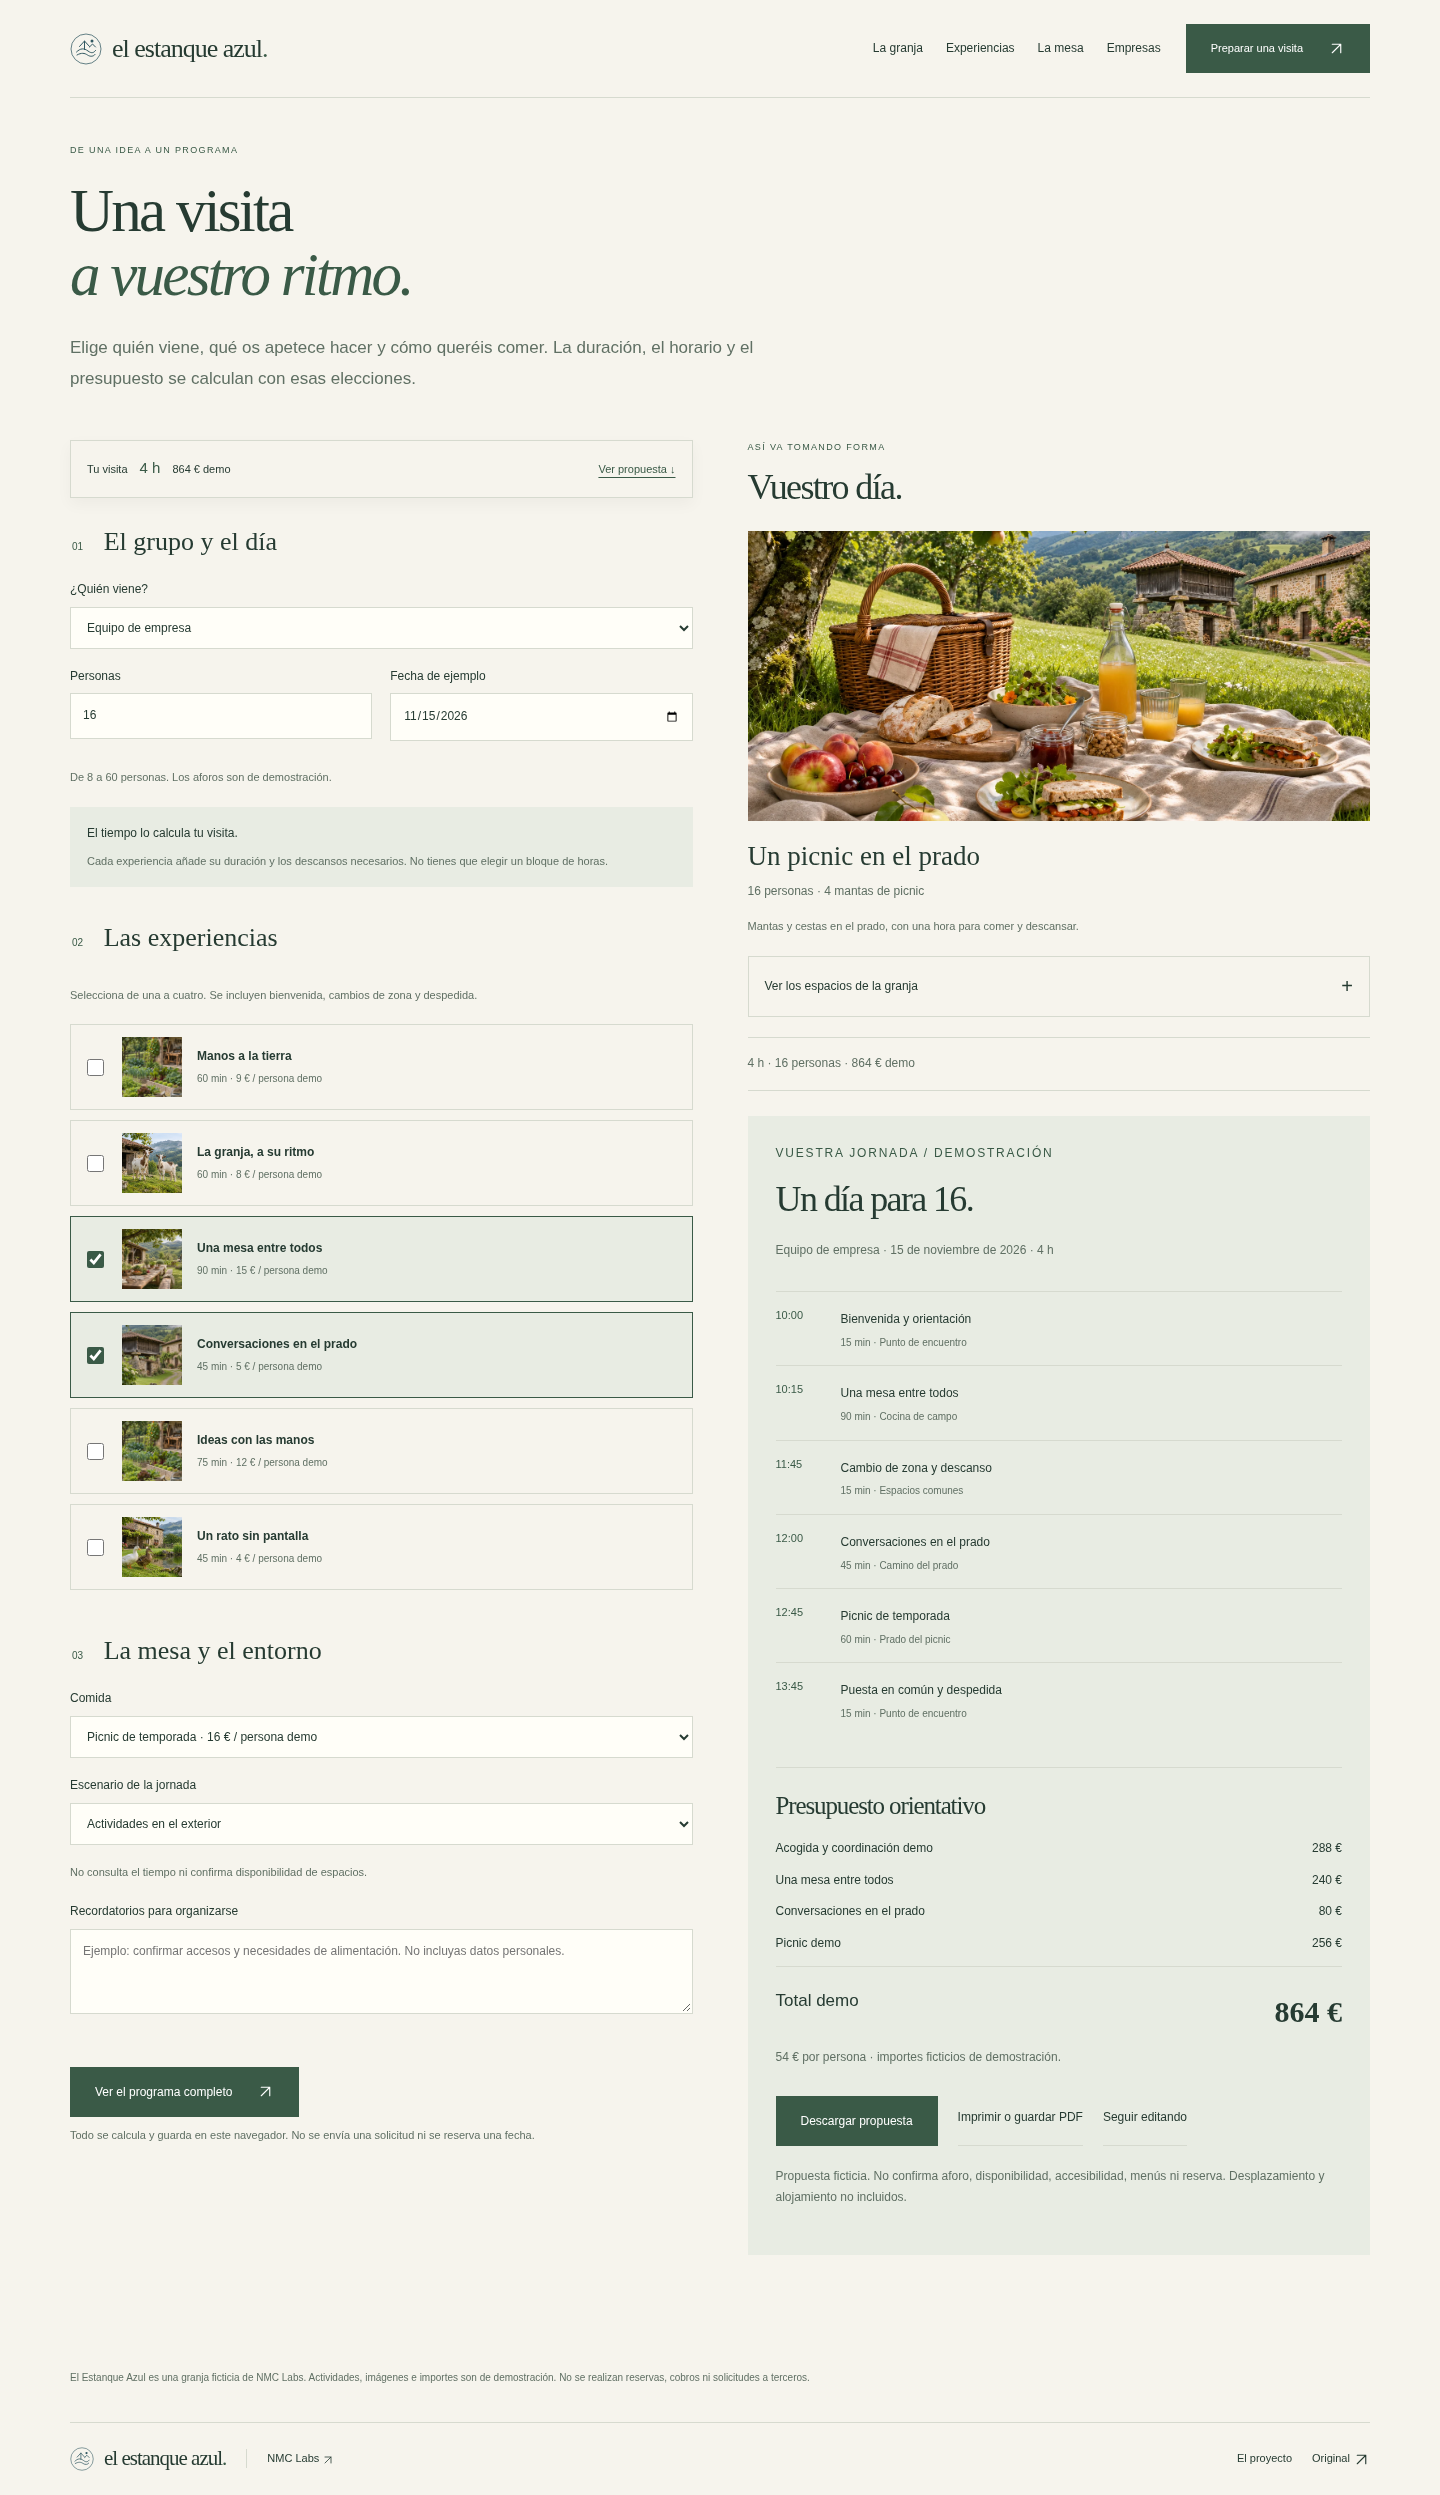 el estanque azul.
La granja
Experiencias
La mesa
Empresas
Preparar una visita
DE UNA IDEA A UN PROGRAMA
Una visita
a vuestro ritmo.
Elige quién viene, qué os apetece hacer y cómo queréis comer. La duración, el horario y el
presupuesto se calculan con esas elecciones.
Tu visita 4 h 864 € demo
Ver propuesta ↓
01 El grupo y el día
¿Quién viene?
Equipo de empresa
Personas
16
Fecha de ejemplo
11/15/2026
De 8 a 60 personas. Los aforos son de demostración.
El tiempo lo calcula tu visita.
Cada experiencia añade su duración y los descansos necesarios. No tienes que elegir un bloque de horas.
02 Las experiencias
Selecciona de una a cuatro. Se incluyen bienvenida, cambios de zona y despedida.
Manos a la tierra
60 min · 9 € / persona demo
La granja, a su ritmo
60 min · 8 € / persona demo
Una mesa entre todos
90 min · 15 € / persona demo
Conversaciones en el prado
45 min · 5 € / persona demo
Ideas con las manos
75 min · 12 € / persona demo
Un rato sin pantalla
45 min · 4 € / persona demo
03 La mesa y el entorno
Comida
Picnic de temporada · 16 € / persona demo
Escenario de la jornada
Actividades en el exterior
No consulta el tiempo ni confirma disponibilidad de espacios.
Recordatorios para organizarse
Ejemplo: confirmar accesos y necesidades de alimentación. No incluyas datos personales.
Ver el programa completo
Todo se calcula y guarda en este navegador. No se envía una solicitud ni se reserva una fecha.
ASÍ VA TOMANDO FORMA
Vuestro día.
Un picnic en el prado
16 personas · 4 mantas de picnic
Mantas y cestas en el prado, con una hora para comer y descansar.
Ver los espacios de la granja +
4 h · 16 personas · 864 € demo
VUESTRA JORNADA / DEMOSTRACIÓN
Un día para 16.
Equipo de empresa · 15 de noviembre de 2026 · 4 h
10:00 Bienvenida y orientación
15 min · Punto de encuentro
10:15 Una mesa entre todos
90 min · Cocina de campo
11:45 Cambio de zona y descanso
15 min · Espacios comunes
12:00 Conversaciones en el prado
45 min · Camino del prado
12:45 Picnic de temporada
60 min · Prado del picnic
13:45 Puesta en común y despedida
15 min · Punto de encuentro
Presupuesto orientativo
Acogida y coordinación demo 288 €
Una mesa entre todos 240 €
Conversaciones en el prado 80 €
Picnic demo 256 €
Total demo 864 €
54 € por persona · importes ficticios de demostración.
Descargar propuesta
Imprimir o guardar PDF
Seguir editando
Propuesta ficticia. No confirma aforo, disponibilidad, accesibilidad, menús ni reserva. Desplazamiento y
alojamiento no incluidos.
El Estanque Azul es una granja ficticia de NMC Labs. Actividades, imágenes e importes son de demostración. No se realizan reservas, cobros ni solicitudes a terceros.
el estanque azul.
NMC Labs
El proyecto
Original